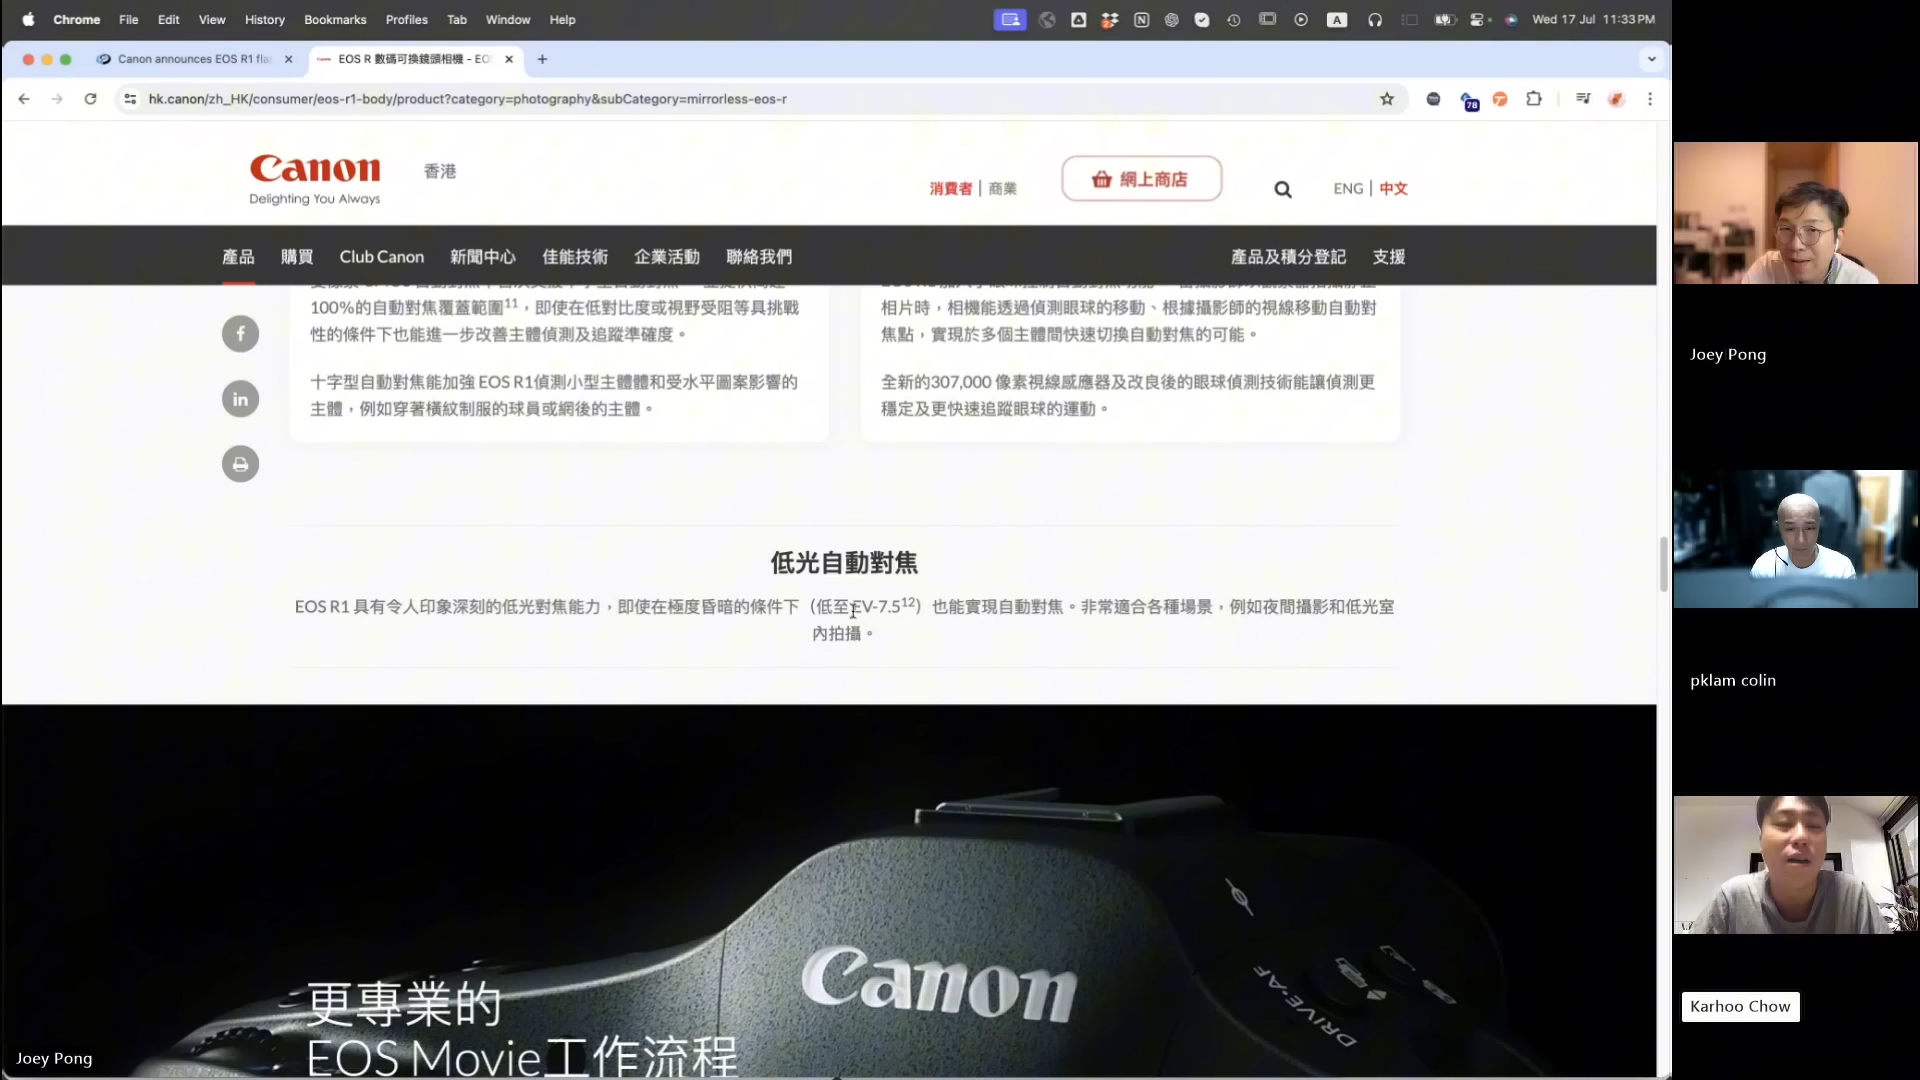 Chrome File Edit View History Bookmarks Profiles Tab Window Help
A Wed 17 Jul 11:33 PM
Canon announces EOS R1 fla
EOS R 數碼可換鏡頭相機 - EO
hk.canon/zh_HK/consumer/eos-r1-body/product?category=photography&subCategory=mirrorless-eos-r
78
Canon 香港
Delighting You Always
消費者 | 商業
網上商店
ENG | 中文
產品 購買 Club Canon 新聞中心 佳能技術 企業活動 聯絡我們 產品及積分登記 支援
100%的自動對焦覆蓋範圍11，即使在低對比度或視野受阻等具挑戰
性的條件下也能進一步改善主體偵測及追蹤準確度。
十字型自動對焦能加強 EOS R1偵測小型主體體和受水平圖案影響的
主體，例如穿著橫紋制服的球員或網後的主體。
相片時，相機能透過偵測眼球的移動、根據攝影師的視線移動自動對
焦點，實現於多個主體間快速切換自動對焦的可能。
全新的307,000 像素視線感應器及改良後的眼球偵測技術能讓偵測更
穩定及更快速追蹤眼球的運動。
低光自動對焦
EOS R1 具有令人印象深刻的低光對焦能力，即使在極度昏暗的條件下（低至EV-7.512）也能實現自動對焦。非常適合各種場景，例如夜間攝影和低光室
內拍攝。
Canon
DRIVE•AF
更專業的
EOS Movie工作流程
Joey Pong
Joey Pong
pklam colin
Karhoo Chow